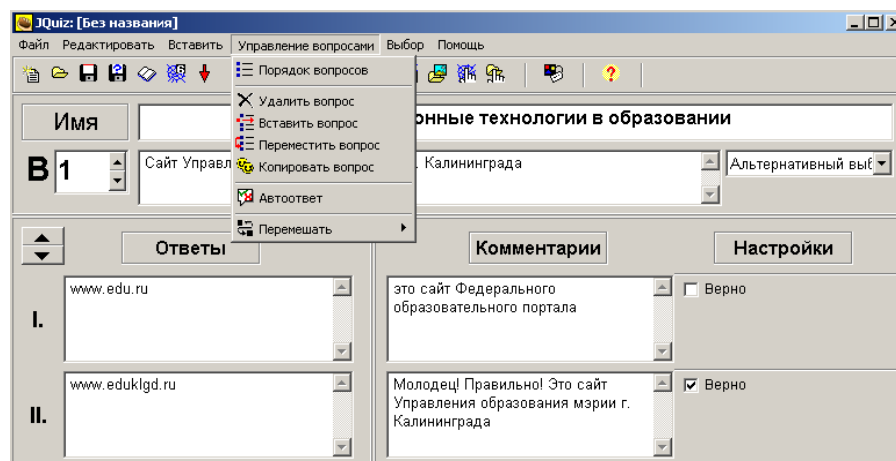 JQuiz: [Без названия]
Файл Редактировать Вставить Управление вопросами Выбор Помощь
Порядок вопросов
Удалить вопрос
Вставить вопрос
Переместить вопрос
Копировать вопрос
Автоответ
Перемешать
Имя
онные технологии в образовании
В 1
Сайт Управл
. Калининграда
Альтернативный выб
Ответы Комментарии Настройки
I.
www.edu.ru
это сайт Федерального
образовательного портала
Верно
II.
www.eduklgd.ru
Молодец! Правильно! Это сайт
Управления образования мэрии г.
Калининграда
Верно